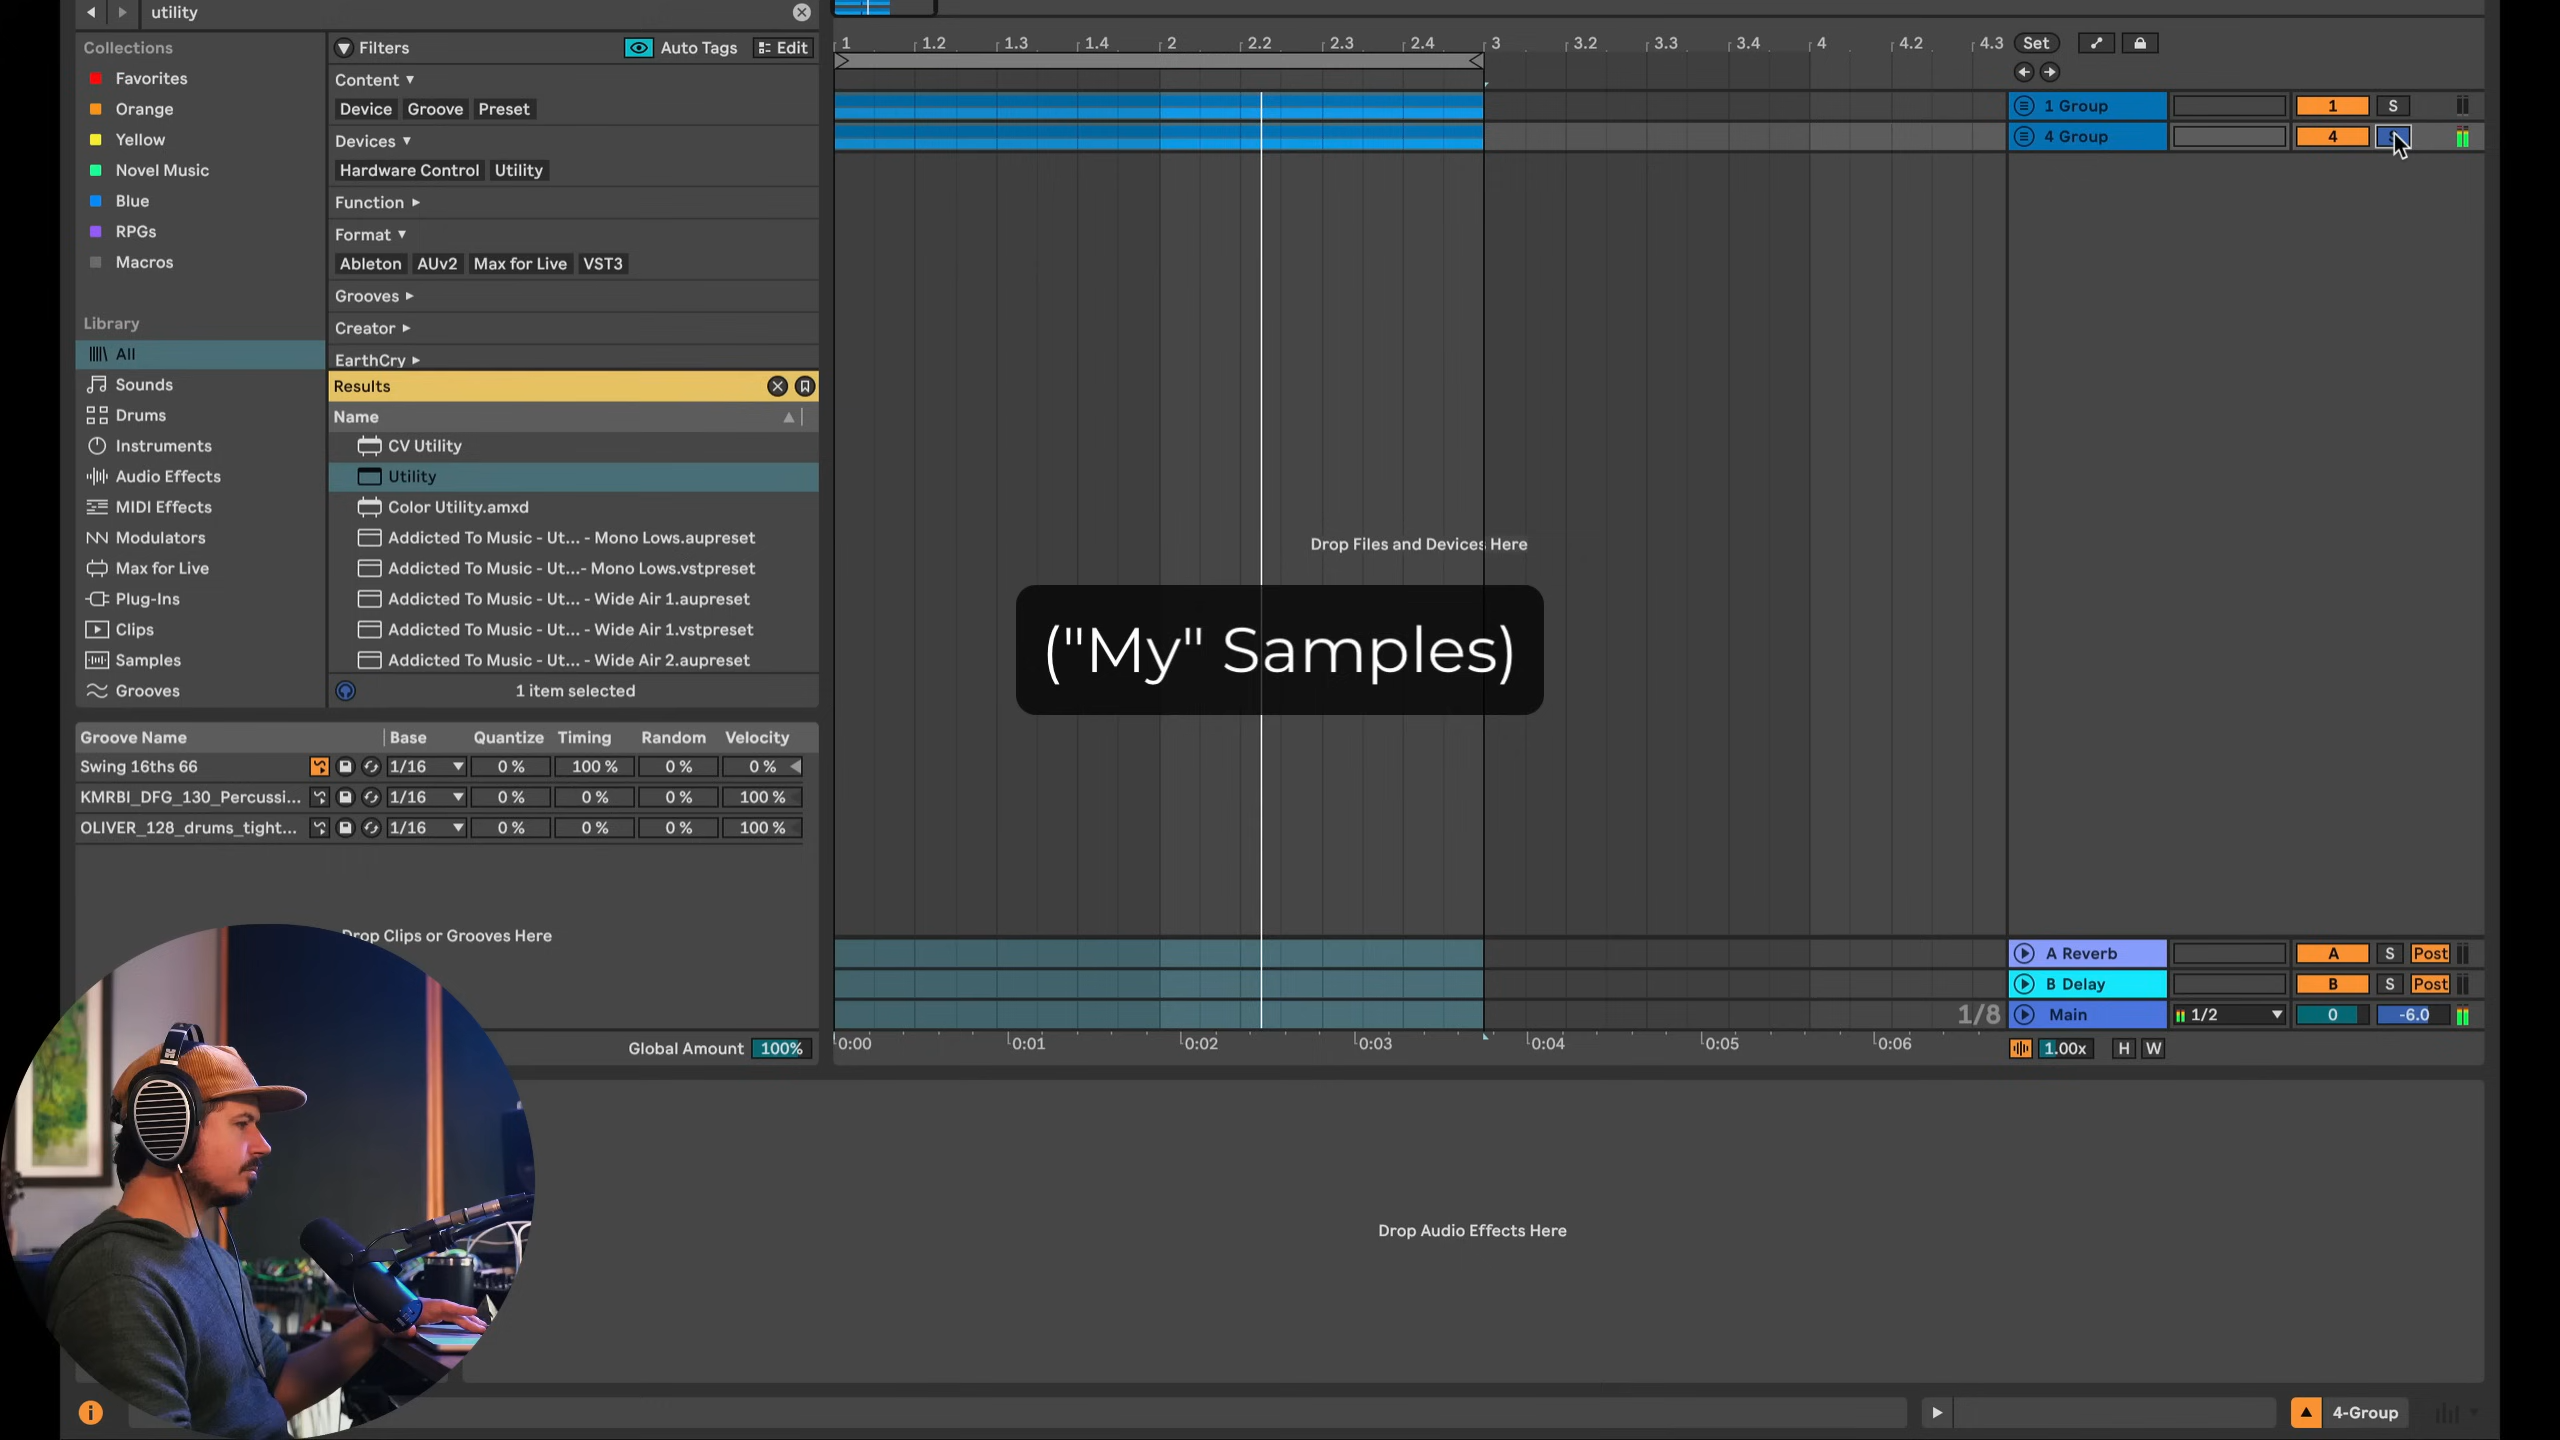 utility
Collections
Favorites
Orange
Yellow
Novel Music
Blue
RPGs
Macros
Library
All
Sounds
Drums
Instruments
Audio Effects
MIDI Effects
Modulators
Max for Live
Plug-Ins
Clips
Samples
Grooves
Filters
Auto Tags
Edit
Content
Device Groove Preset
Devices
Hardware Control Utility
Function
Format
Ableton AUv2 Max for Live VST3
Grooves
Creator
EarthCry
Results
Name
CV Utility
Utility
Color Utility.amxd
Addicted To Music - Ut... - Mono Lows.aupreset
Addicted To Music - Ut...- Mono Lows.vstpreset
Addicted To Music - Ut... - Wide Air 1.aupreset
Addicted To Music - Ut... - Wide Air 1.vstpreset
Addicted To Music - Ut... - Wide Air 2.aupreset
1 item selected
Groove Name Base Quantize Timing Random Velocity
Swing 16ths 66 1/16 0 % 100 % 0 % 0 %
KMRBI_DFG_130_Percussi... 1/16 0 % 0 % 0 % 100 %
OLIVER_128_drums_tight... 1/16 0 % 0 % 0 % 100 %
Drop Clips or Grooves Here
Global Amount 100%
1 1.2 1.3 1.4 2 2.2 2.3 2.4 3 3.2 3.3 3.4 4 4.2 4.3
Set
1 Group 1 S
4 Group 4 S
Drop Files and Devices Here
("My" Samples)
A Reverb A S Post
B Delay B S Post
1/8 Main 1/2 0 -6.0
0:00 0:01 0:02 0:03 0:04 0:05 0:06
1.00x H W
Drop Audio Effects Here
4-Group